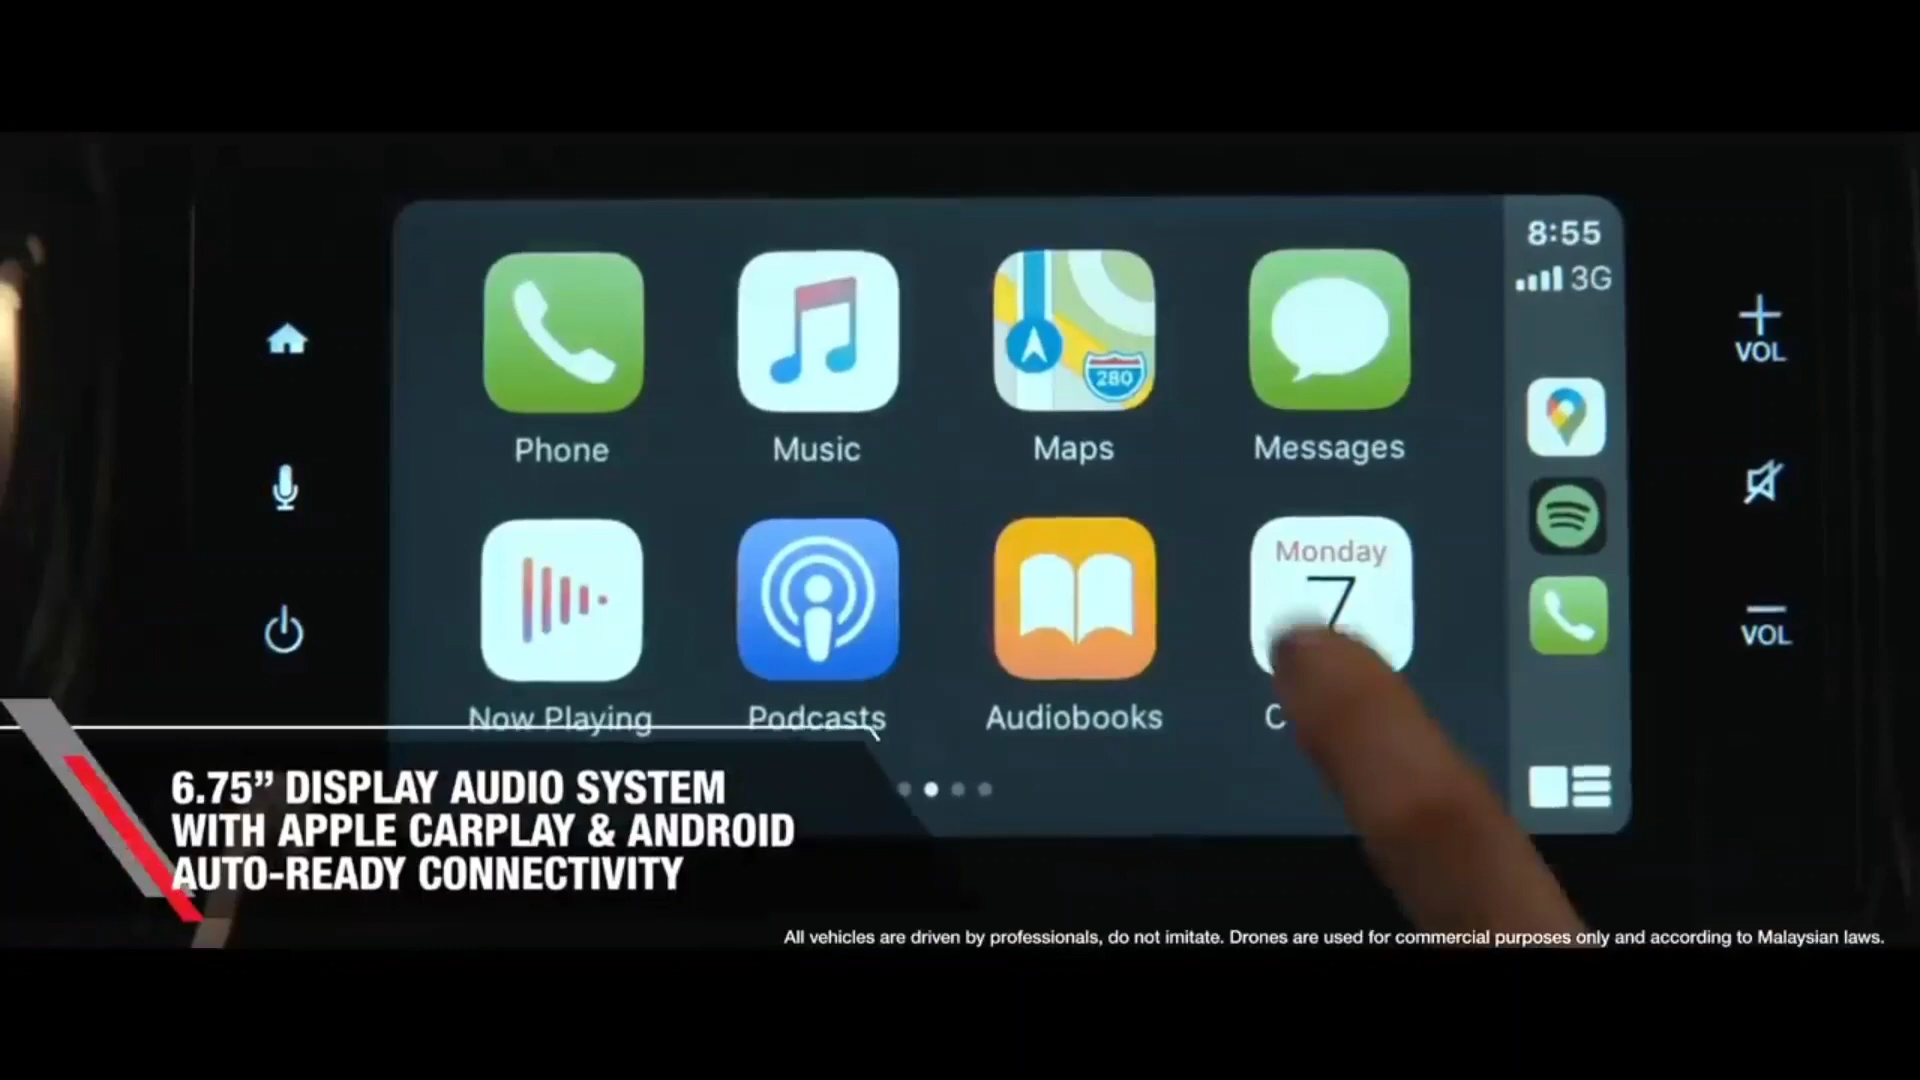 8:55
3G
280
Phone
Music
Maps
Messages
Monday
7
Now Playing
Podcasts
Audiobooks
VOL
VOL
6.75” DISPLAY AUDIO SYSTEM
WITH APPLE CARPLAY & ANDROID
AUTO-READY CONNECTIVITY
All vehicles are driven by professionals, do not imitate. Drones are used for commercial purposes only and according to Malaysian laws.